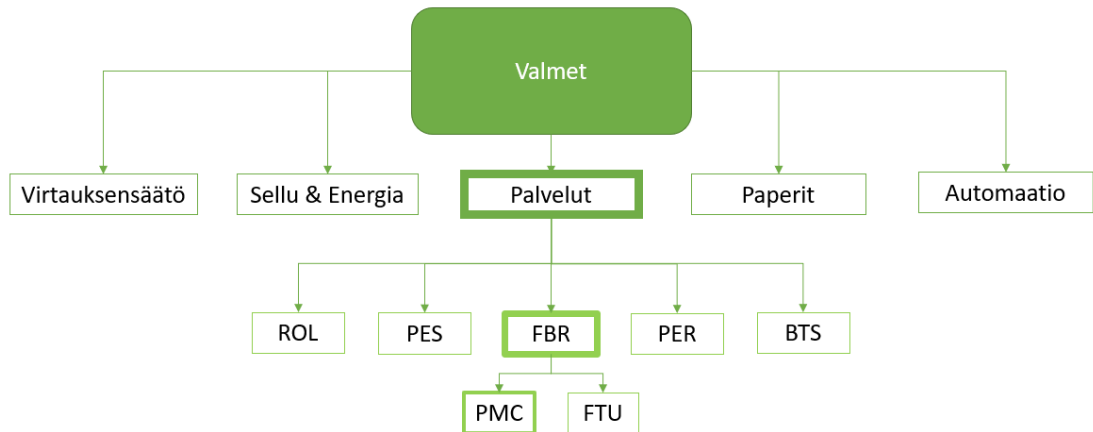 Valmet
Virtauksensäätö
Sellu & Energia
Palvelut
Paperit
Automaatio
ROL
PES
FBR
PER
BTS
PMC
FTU